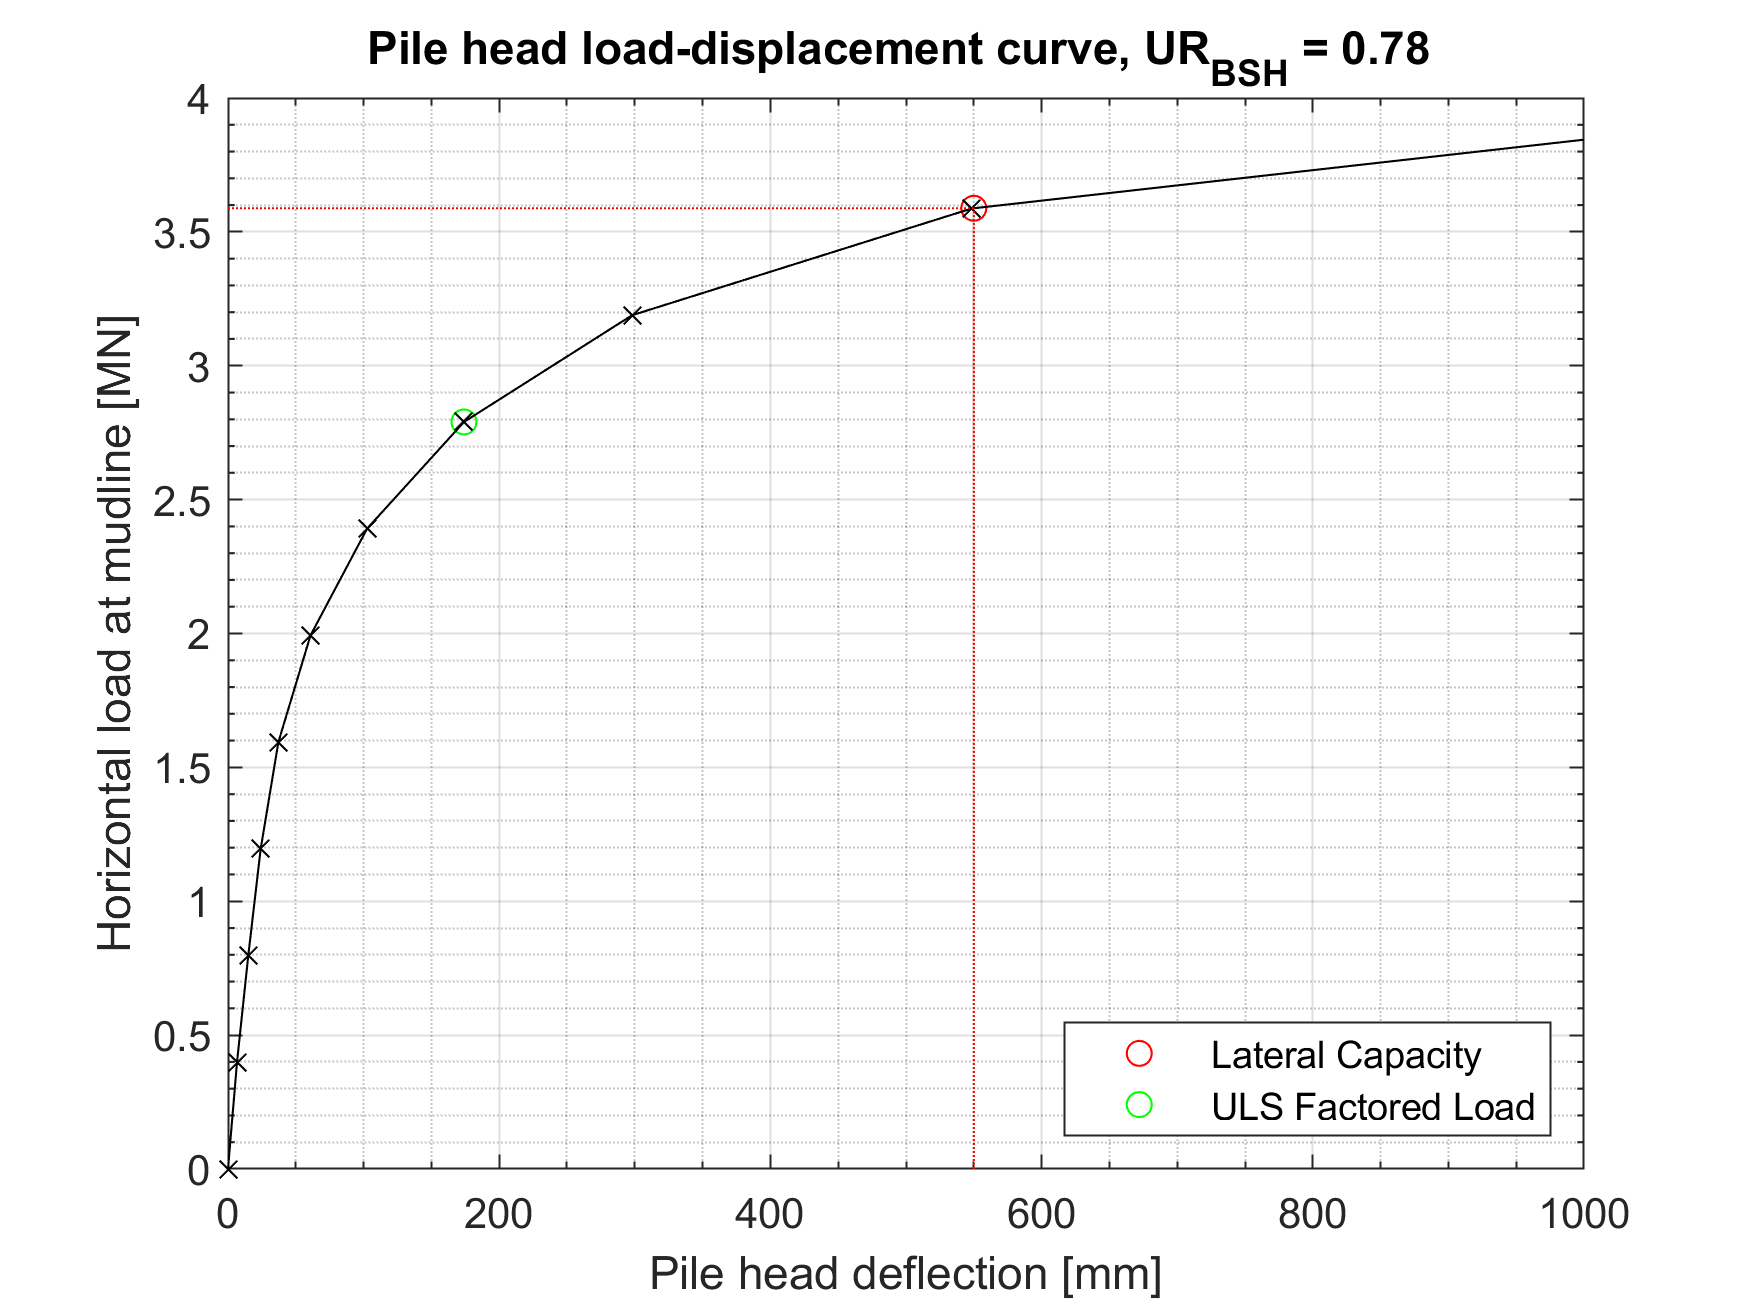 Pile head load-displacement curve, UR_BSH = 0.78
4
3.5
3
2.5
2
1.5
1
0.5
0
Horizontal load at mudline [MN]
Lateral Capacity
ULS Factored Load
0 200 400 600 800 1000
Pile head deflection [mm]